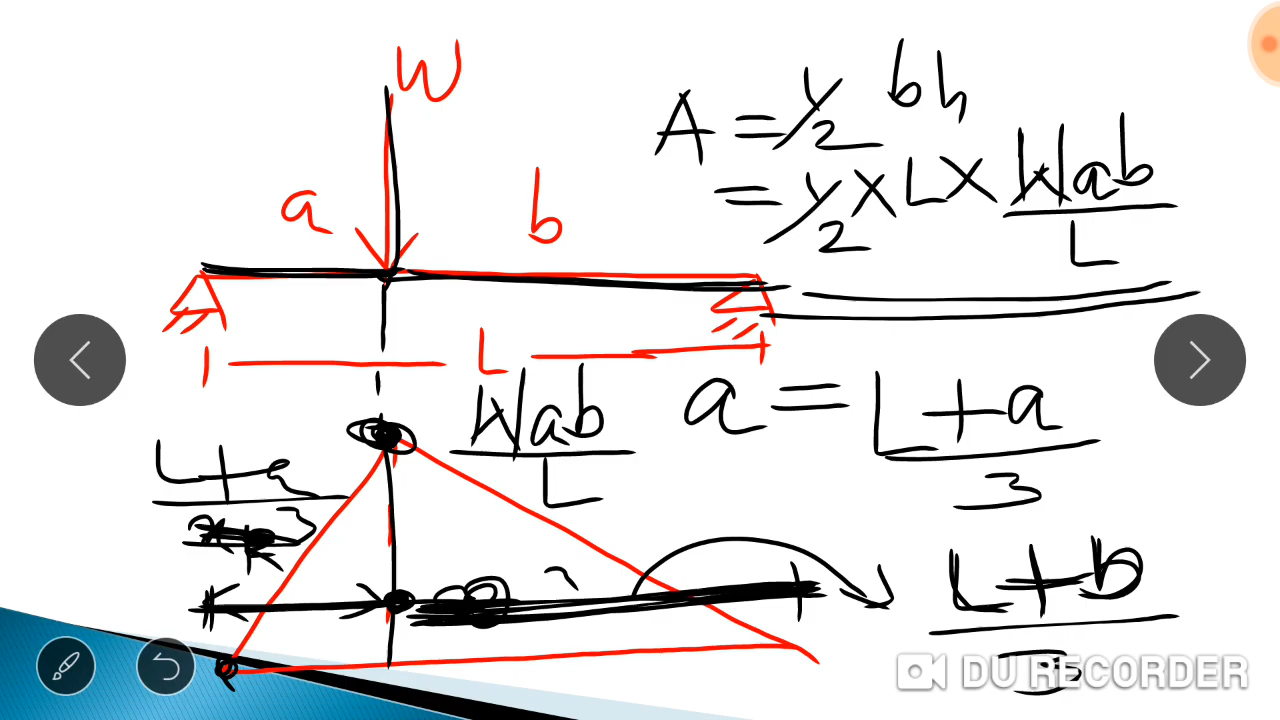 W
A = 1/2 bh
= 1/2 × L × Wab/L
a
b
L
Wab/L
a = L+a/3
L+a/3
L+b/3
DU RECORDER